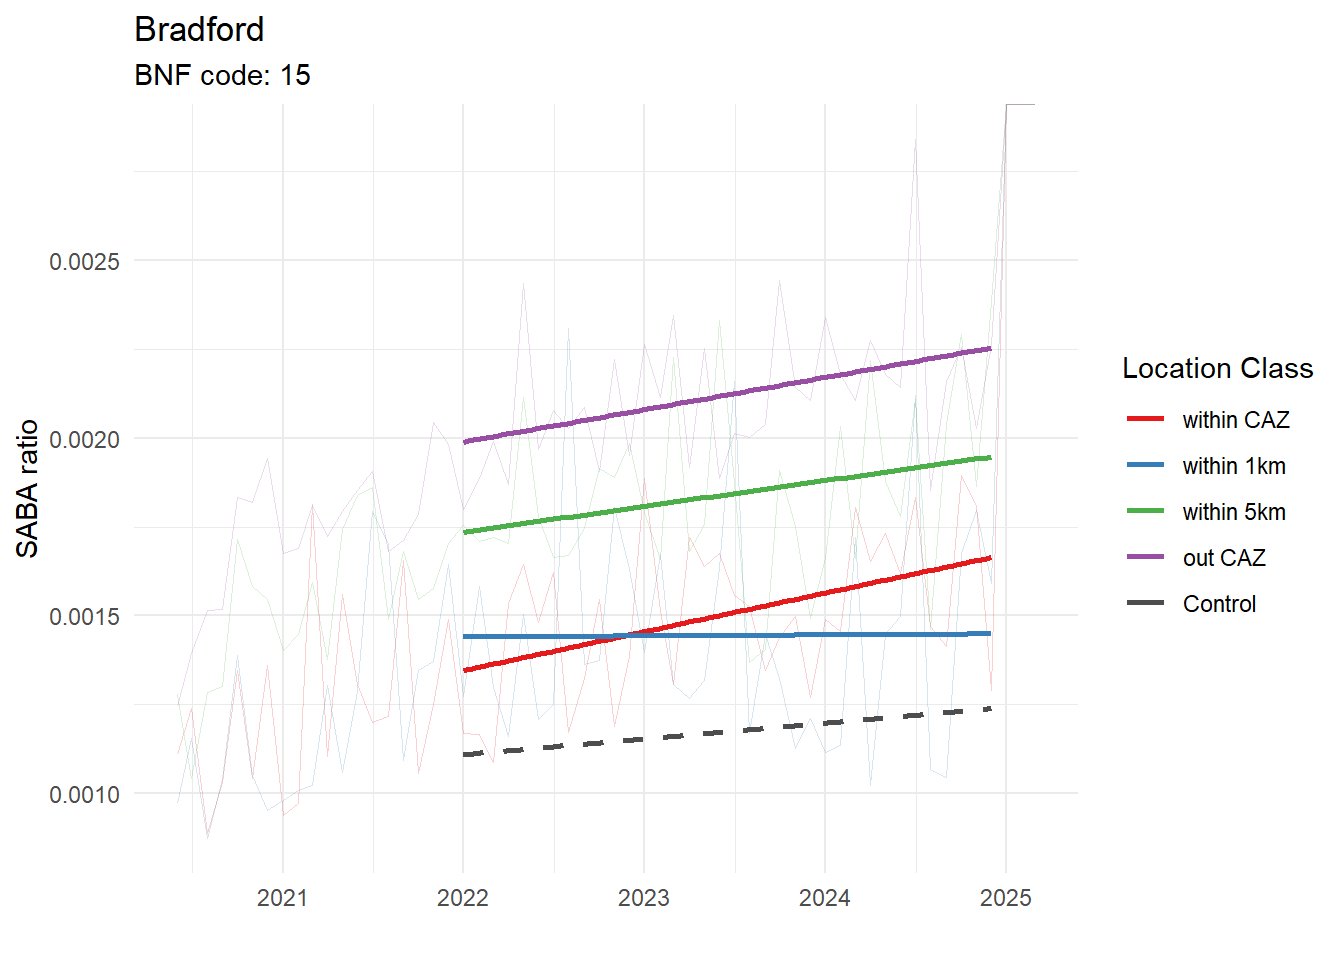 Bradford
BNF code: 15
SABA ratio
0.0025
0.0020
0.0015
0.0010
2021
2022
2023
2024
2025
Location Class
within CAZ
within 1km
within 5km
out CAZ
Control